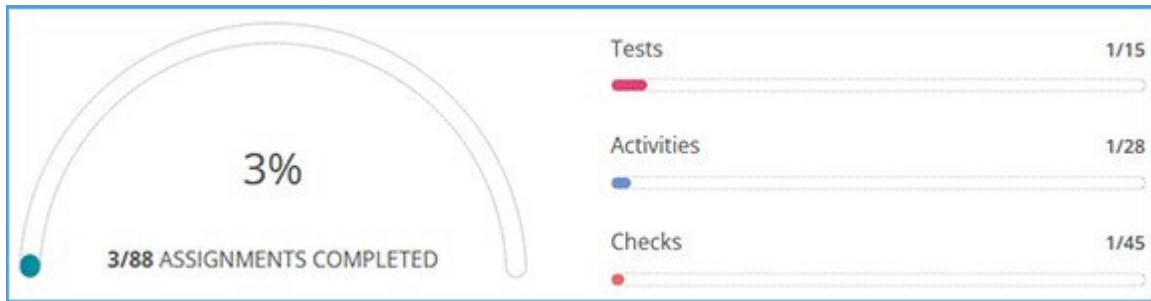 3%
3/88 ASSIGNMENTS COMPLETED
Tests 1/15
Activities 1/28
Checks 1/45